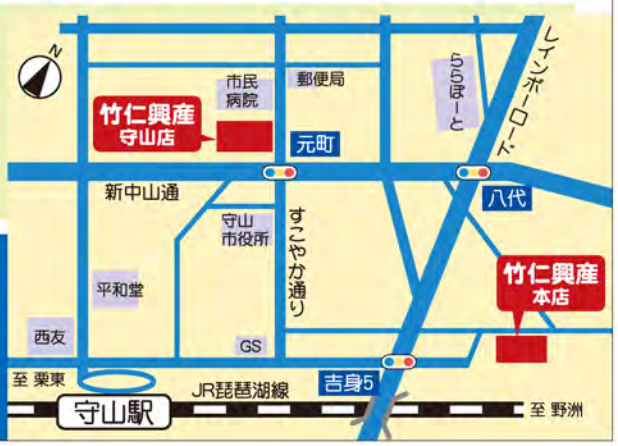 N
市民
病院
郵便局
ららぽーと
レインボーロード
竹仁興産
守山店
元町
新中山通
八代
守山
市役所
すこやか通り
竹仁興産
本店
平和堂
西友
GS
至 栗東
JR琵琶湖線
吉身5
守山駅
至 野洲